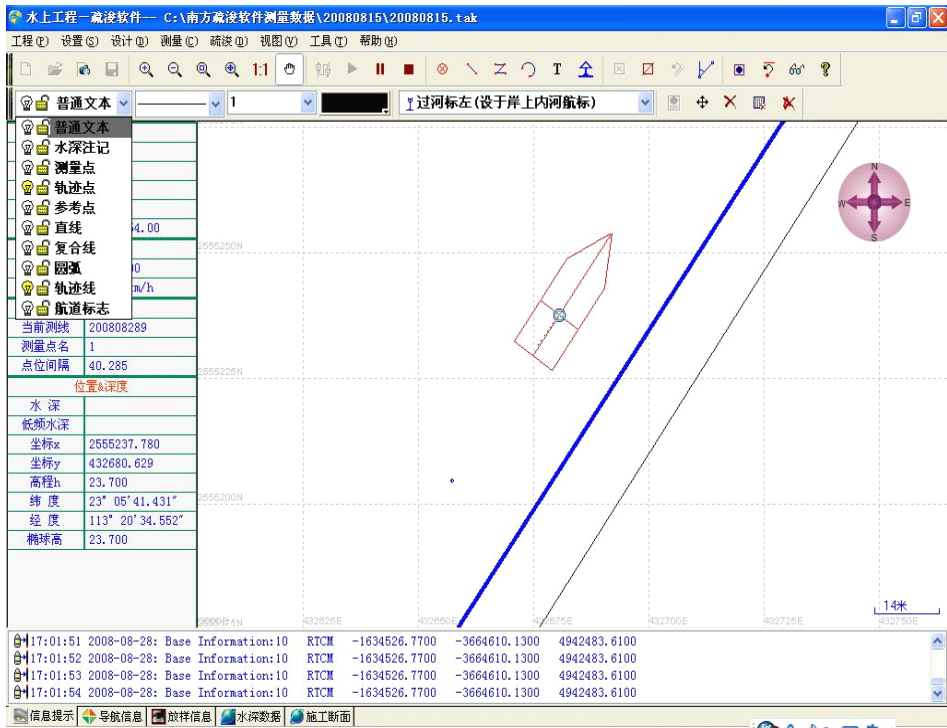 水上工程－疏浚软件-- C:\南方疏浚软件测量数据\20080815\20080815.tak
工程(P) 设置(S) 设计(D) 测量(C) 疏浚(D) 视图(V) 工具(T) 帮助(H)
1:1 T
普通文本 1 过河标左(设于岸上内河航标)
普通文本
水深注记
测量点
轨迹点
参考点
直线
4.00
复合线
圆弧
轨迹线
航道标志
当前测线 200808289
测量点名 1
点位间隔 40.285
位置&深度
水 深
低频水深
坐标x 2555237.780
坐标y 432680.629
高程h 23.700
纬 度 23° 05′41.431″
经 度 113° 20′34.552″
椭球高 23.700
2555250N
2555225N
2555200N
432625E 432650E 432675E 432700E 432725E 432750E
N
W E
S
14米
17:01:51 2008-08-28: Base Information:10 RTCM -1634526.7700 -3664610.1300 4942483.6100
17:01:52 2008-08-28: Base Information:10 RTCM -1634526.7700 -3664610.1300 4942483.6100
17:01:53 2008-08-28: Base Information:10 RTCM -1634526.7700 -3664610.1300 4942483.6100
17:01:54 2008-08-28: Base Information:10 RTCM -1634526.7700 -3664610.1300 4942483.6100
信息提示 导航信息 放样信息 水深数据 施工断面